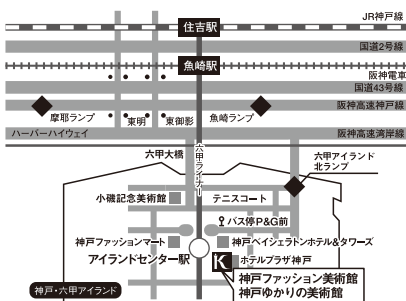 JR神戸線
住吉駅
国道2号線
魚崎駅
阪神電車
国道43号線
摩耶ランプ
東明
東御影
魚崎ランプ
阪神高速神戸線
ハーバーハイウェイ
阪神高速湾岸線
六甲大橋
六甲ライナー
六甲アイランド
北ランプ
小磯記念美術館
テニスコート
バス停P&G前
神戸ファッションマート
神戸ベイシェラトンホテル&タワーズ
アイランドセンター駅
K
ホテルプラザ神戸
神戸ファッション美術館
神戸ゆかりの美術館
神戸・六甲アイランド